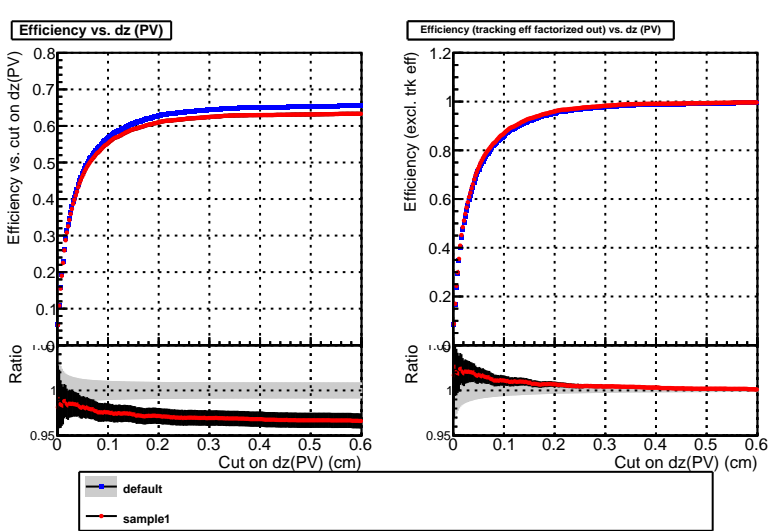 Efficiency vs. dz (PV)
Efficiency (tracking eff factorized out) vs. dz (PV)
Efficiency vs. cut on dz(PV)
0.8
0.7
0.6
0.5
0.4
0.3
0.2
0.1
Ratio
1
0.95
0 0.1 0.2 0.3 0.4 0.5 0.6
Cut on dz(PV) (cm)
Efficiency (excl. trk eff)
1.2
1
0.8
0.6
0.4
0.2
Ratio
1
0.95
0 0.1 0.2 0.3 0.4 0.5 0.6
Cut on dz(PV) (cm)
default
sample1